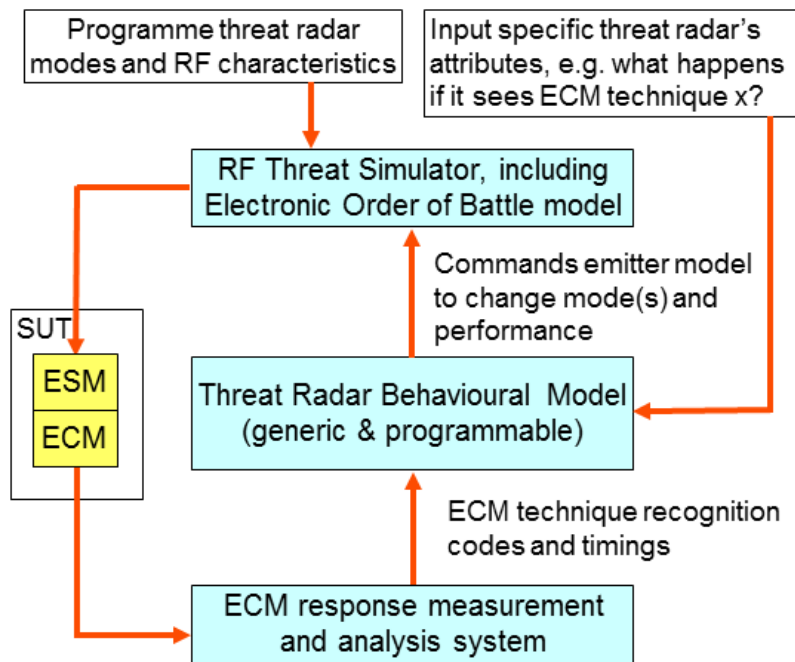 Programme threat radar
modes and RF characteristics
Input specific threat radar's
attributes, e.g. what happens
if it sees ECM technique x?
RF Threat Simulator, including
Electronic Order of Battle model
Commands emitter model
to change mode(s) and
performance
SUT
ESM
ECM
Threat Radar Behavioural Model
(generic & programmable)
ECM technique recognition
codes and timings
ECM response measurement
and analysis system